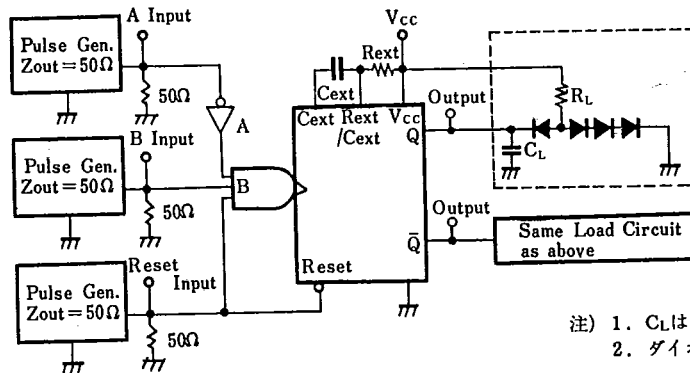 A Input
Pulse Gen.
Zout=50Ω
50Ω
A
B Input
Pulse Gen.
Zout=50Ω
50Ω
B
Reset
Input
Pulse Gen.
Zout=50Ω
50Ω
Vcc
Rext
Cext
Cext
Rext
/Cext
Vcc
Q
Q̄
Reset
Output
RL
CL
Output
Same Load Circuit
as above
注) 1. CLは
2. ダイ